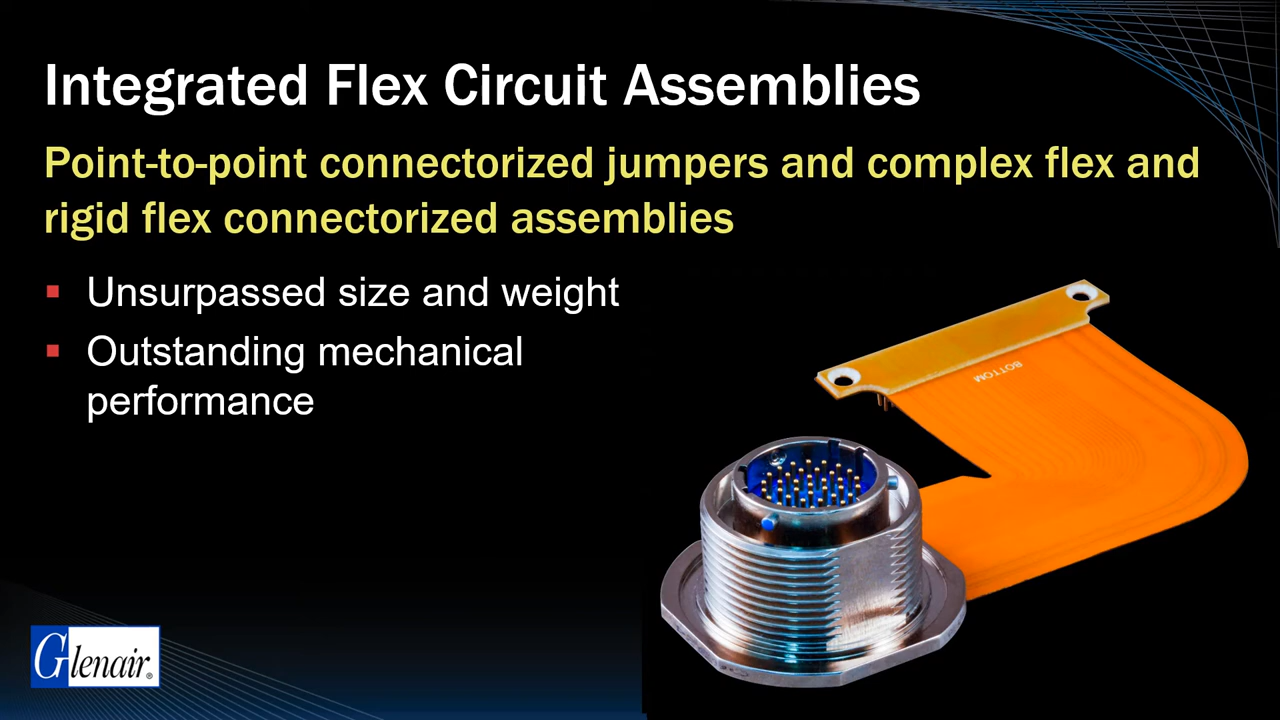 Integrated Flex Circuit Assemblies
Point-to-point connectorized jumpers and complex flex and
rigid flex connectorized assemblies
▪ Unsurpassed size and weight
▪ Outstanding mechanical
performance
BOTTOM
Glenair®